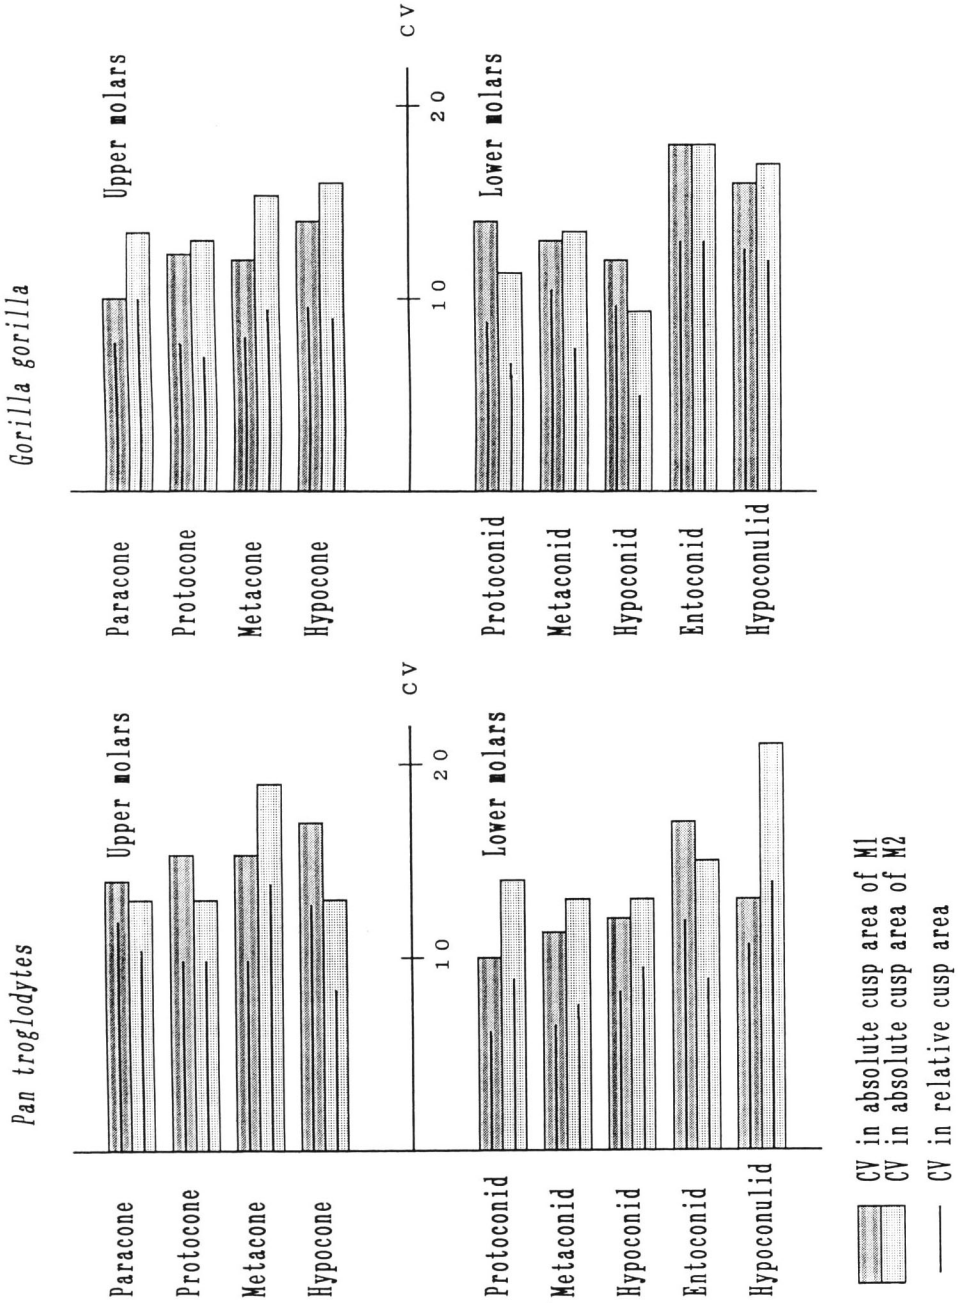 Pan troglodytes
Upper molars
Paracone
Protocone
Metacone
Hypocone
10
20
CV
Lower molars
Protoconid
Metaconid
Hypoconid
Entoconid
Hypoconulid
Gorilla gorilla
Upper molars
Paracone
Protocone
Metacone
Hypocone
10
20
CV
Lower molars
Protoconid
Metaconid
Hypoconid
Entoconid
Hypoconulid
CV in absolute cusp area of M1
CV in absolute cusp area of M2
CV in relative cusp area